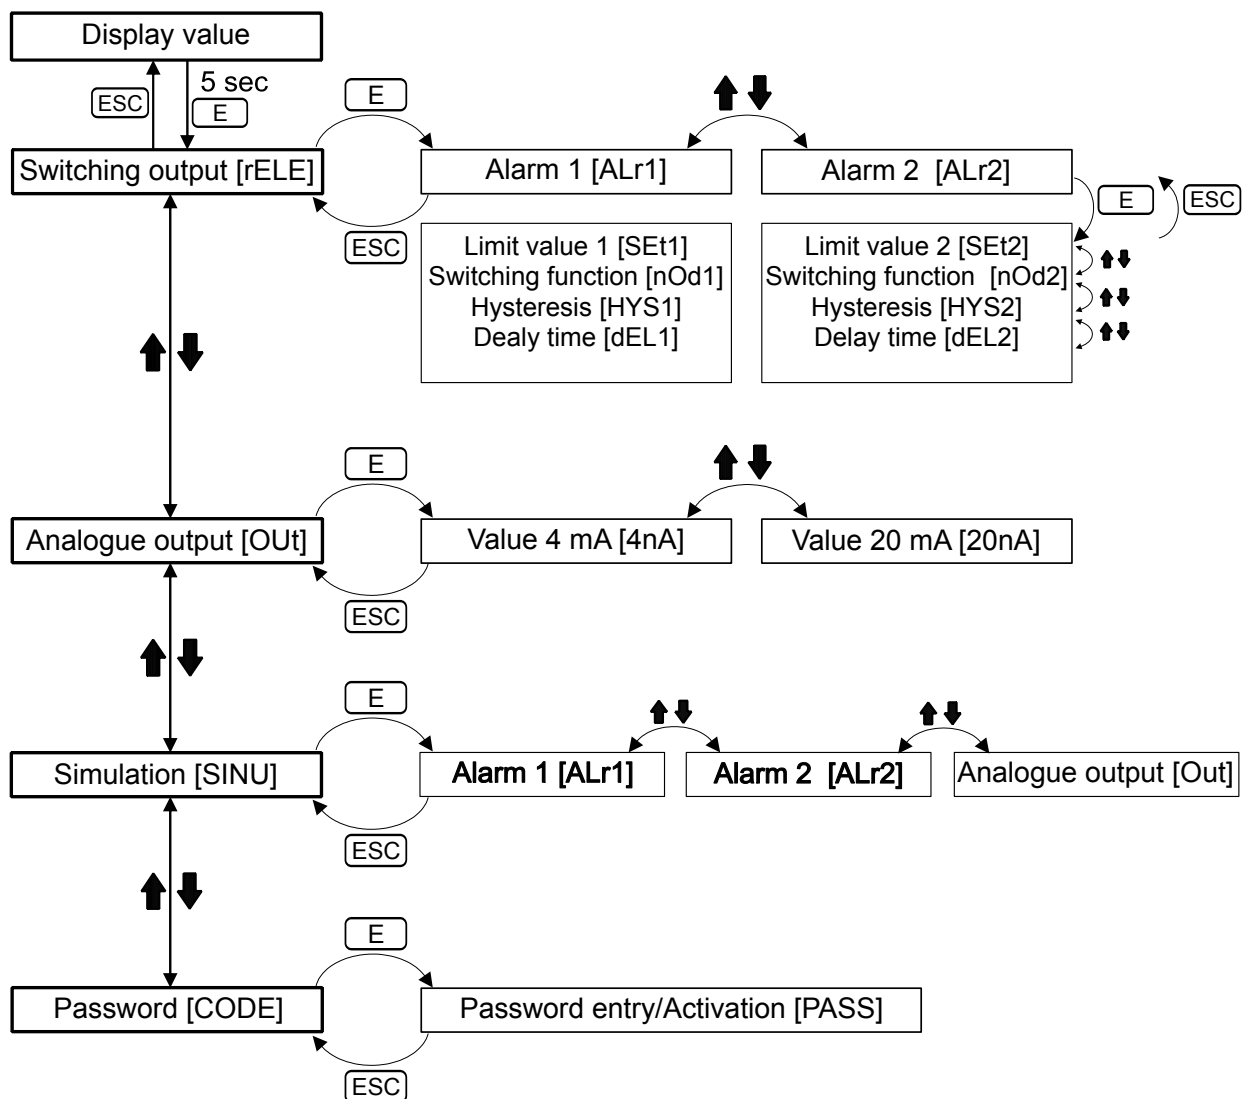 Display value
ESC
5 sec
E
E
Switching output [rELE]
Alarm 1 [ALr1]
Alarm 2 [ALr2]
E
ESC
ESC
Limit value 1 [SEt1]
Switching function [nOd1]
Hysteresis [HYS1]
Dealy time [dEL1]
Limit value 2 [SEt2]
Switching function [nOd2]
Hysteresis [HYS2]
Delay time [dEL2]
E
Analogue output [OUt]
Value 4 mA [4nA]
Value 20 mA [20nA]
ESC
E
Simulation [SINU]
Alarm 1 [ALr1]
Alarm 2 [ALr2]
Analogue output [Out]
ESC
E
Password [CODE]
Password entry/Activation [PASS]
ESC